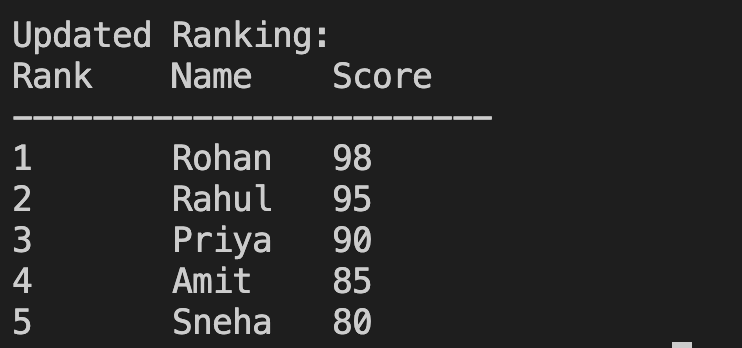 Updated Ranking:
Rank    Name    Score
------------------------
1       Rohan   98
2       Rahul   95
3       Priya   90
4       Amit    85
5       Sneha   80